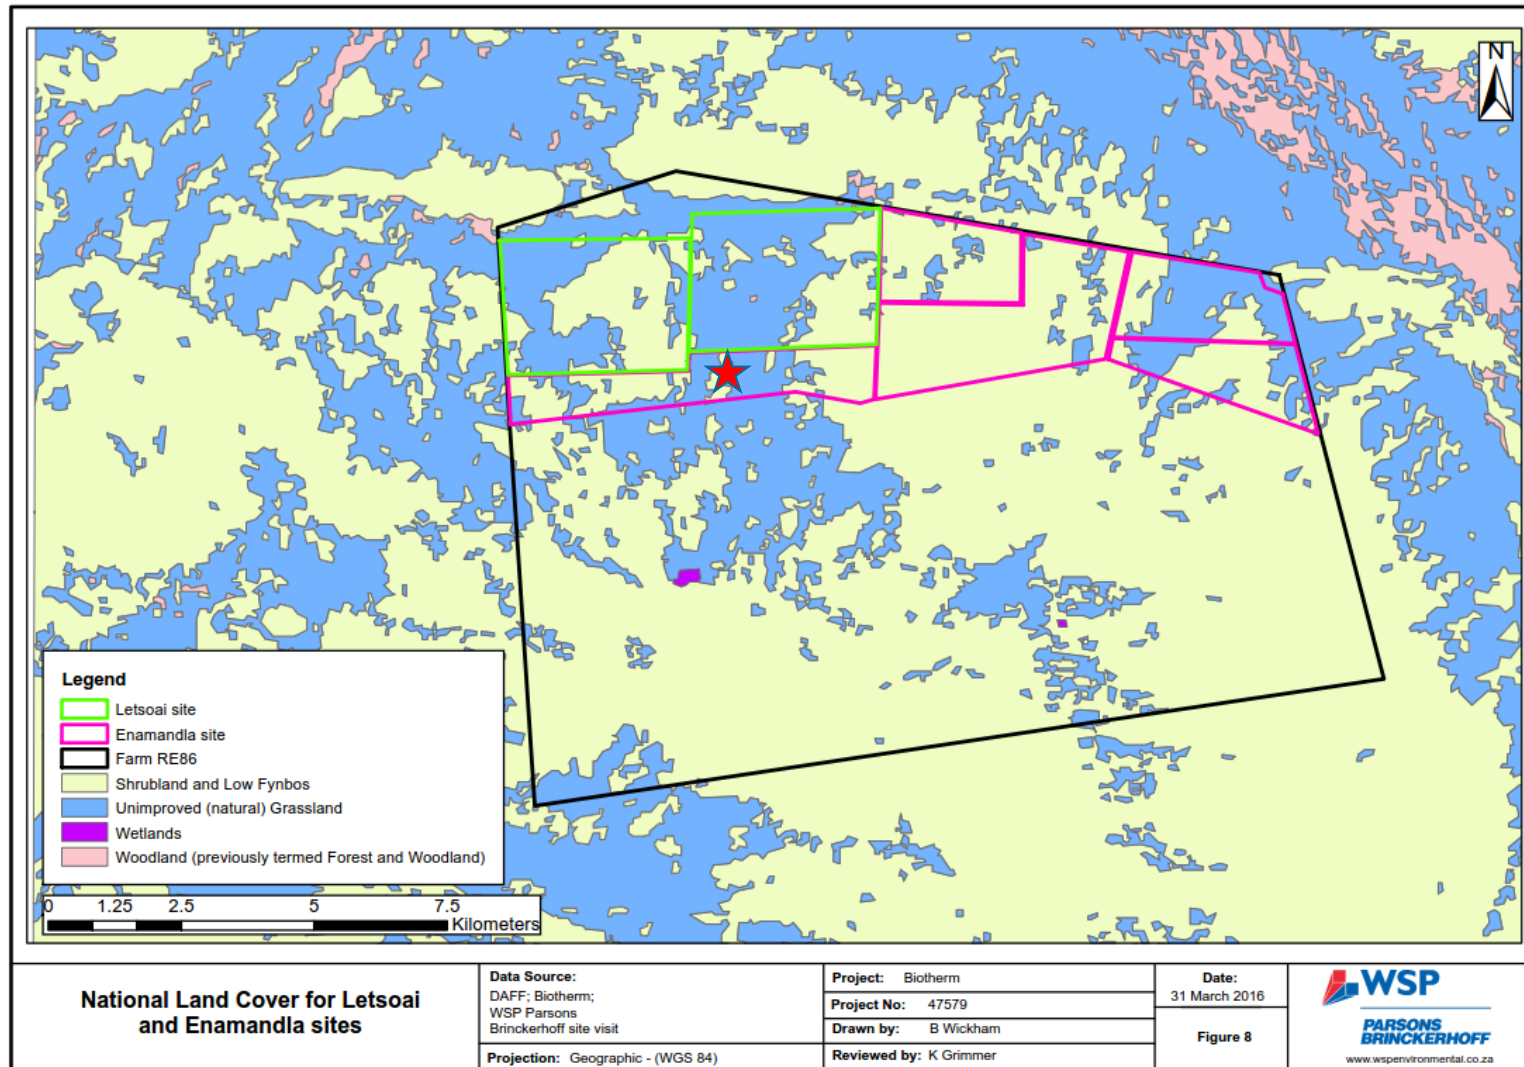 N
Legend
Letsoai site
Enamandla site
Farm RE86
Shrubland and Low Fynbos
Unimproved (natural) Grassland
Wetlands
Woodland (previously termed Forest and Woodland)
0 1.25 2.5 5 7.5
Kilometers
National Land Cover for Letsoai
and Enamandla sites
Data Source:
DAFF; Biotherm;
WSP Parsons
Brinckerhoff site visit
Projection: Geographic - (WGS 84)
Project: Biotherm
Project No: 47579
Drawn by: B Wickham
Reviewed by: K Grimmer
Date:
31 March 2016
Figure 8
WSP
PARSONS
BRINCKERHOFF
www.wspenvironmental.co.za